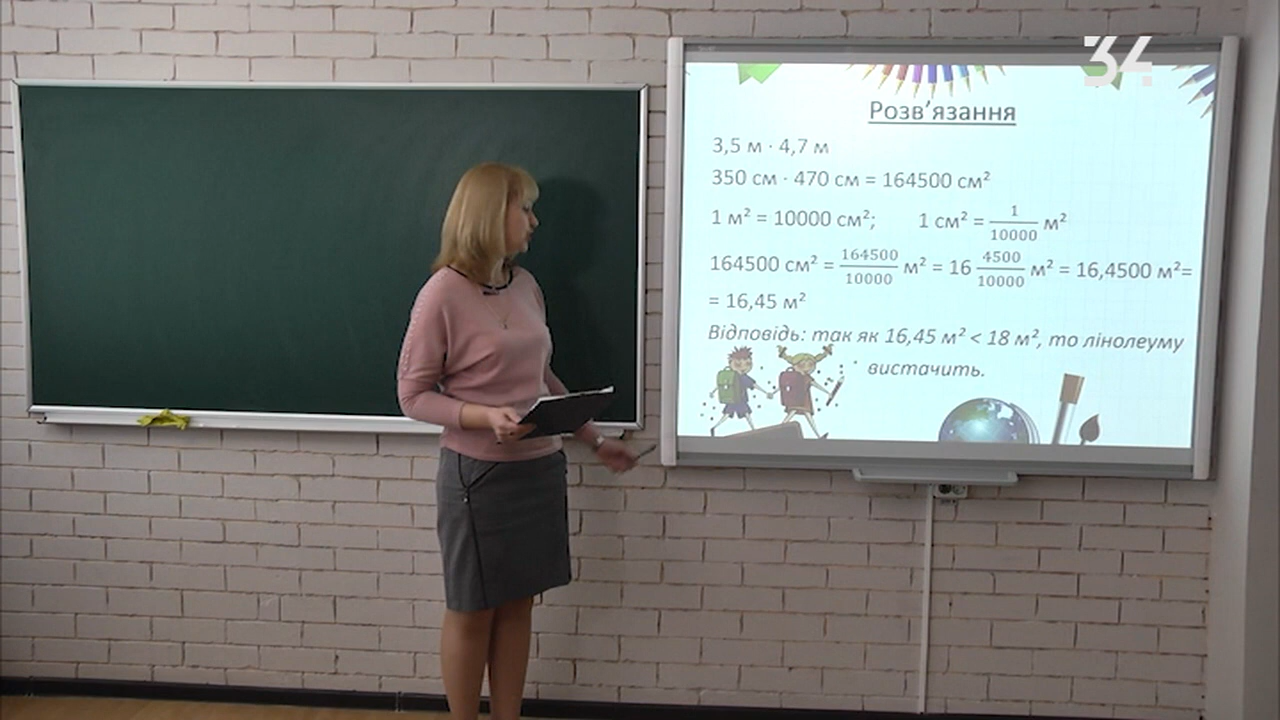 34
Розв’язання
3,5 м · 4,7 м
350 см · 470 см = 164500 см²
1 м² = 10000 см²; 1 см² = 1/10000 м²
164500 см² = 164500/10000 м² = 16 4500/10000 м² = 16,4500 м²=
= 16,45 м²
Відповідь: так як 16,45 м² < 18 м², то лінолеуму
вистачить.